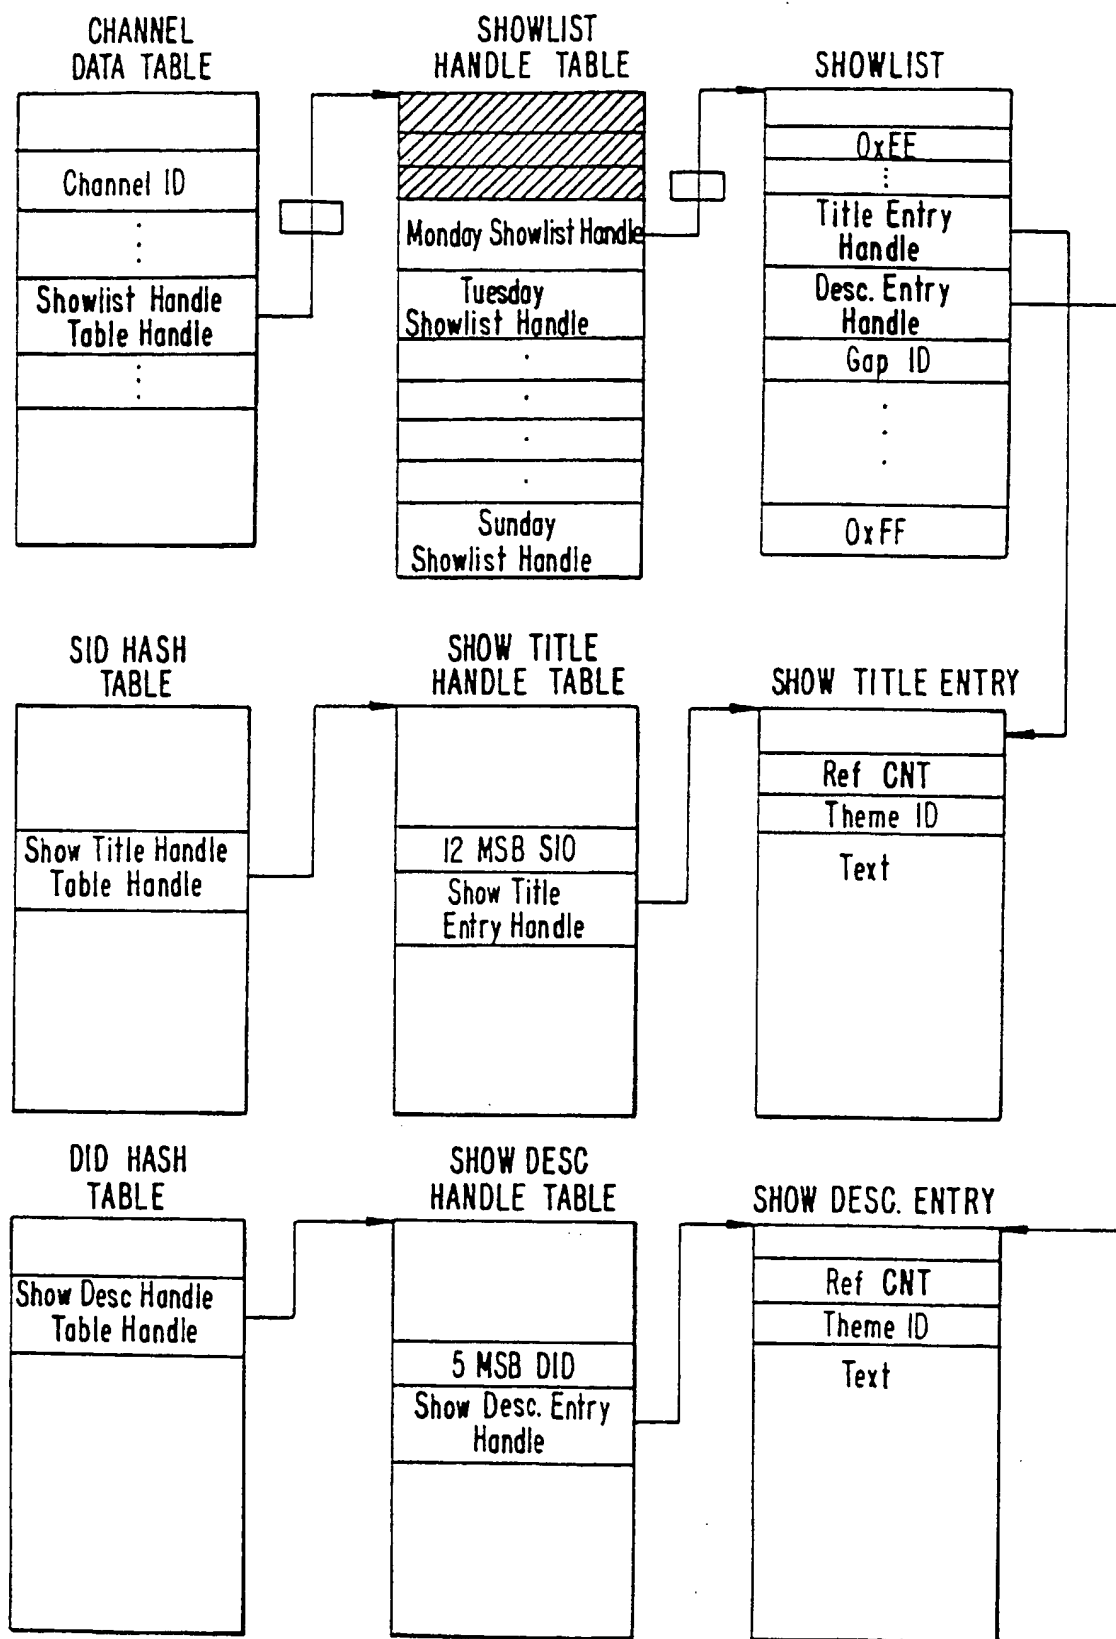 CHANNEL
DATA TABLE
Channel ID
Showlist Handle
Table Handle
SHOWLIST
HANDLE TABLE
Monday Showlist Handle
Tuesday
Showlist Handle
Sunday
Showlist Handle
SHOWLIST
0xEE
Title Entry
Handle
Desc. Entry
Handle
Gap ID
0xFF
SID HASH
TABLE
Show Title Handle
Table Handle
SHOW TITLE
HANDLE TABLE
12 MSB SIO
Show Title
Entry Handle
SHOW TITLE ENTRY
Ref CNT
Theme ID
Text
DID HASH
TABLE
Show Desc Handle
Table Handle
SHOW DESC
HANDLE TABLE
5 MSB DID
Show Desc. Entry
Handle
SHOW DESC. ENTRY
Ref CNT
Theme ID
Text